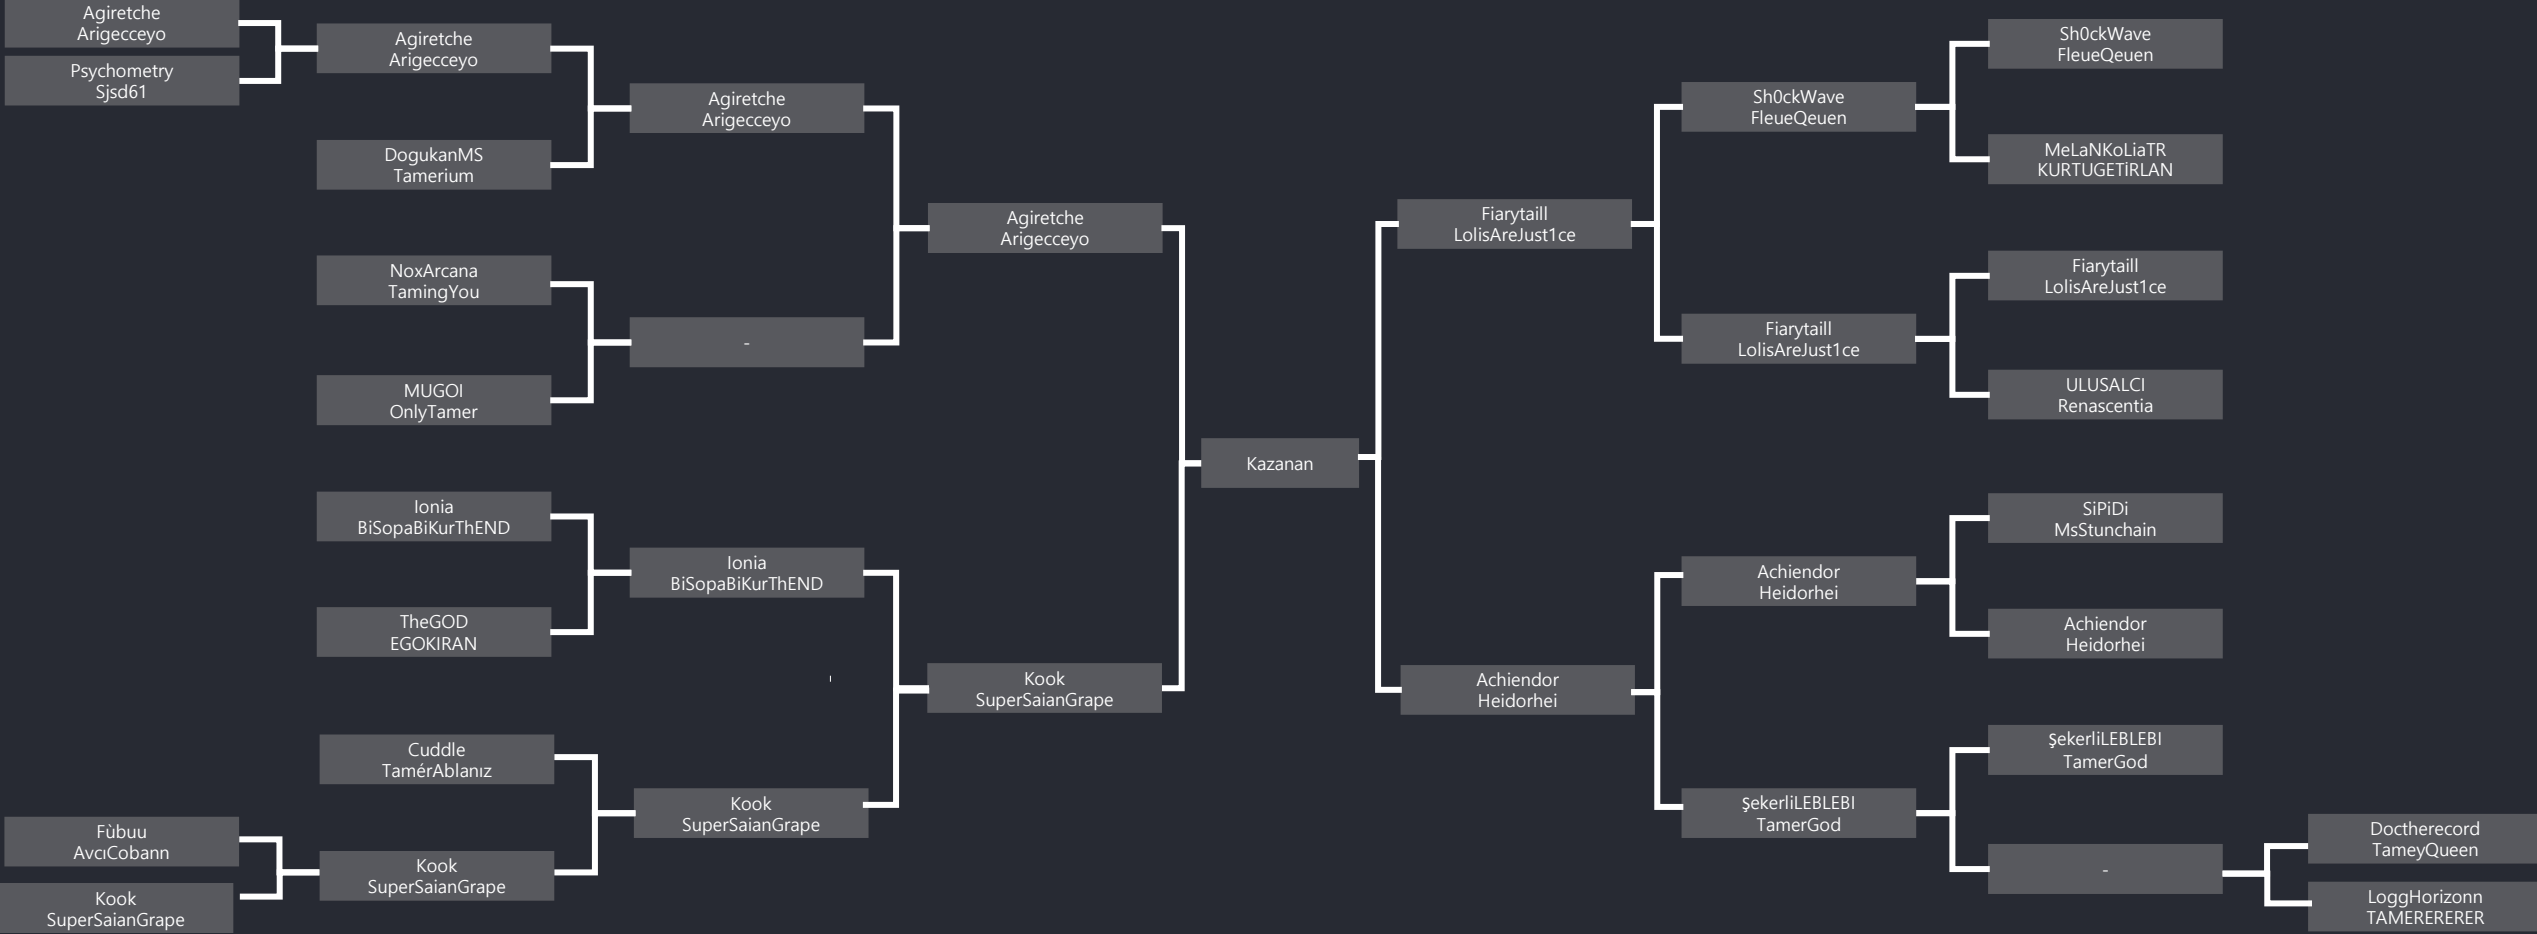 Agiretche
Arigecceyo
Psychometry
Sjsd61
Agiretche
Arigecceyo
DogukanMS
Tamerium
NoxArcana
TamingYou
MUGOI
OnlyTamer
Ionia
BiSopaBiKurThEND
TheGOD
EGOKIRAN
Cuddle
TamérAblanız
Fùbuu
AvcıCobann
Kook
SuperSaianGrape
Kook
SuperSaianGrape
Agiretche
Arigecceyo
-
Ionia
BiSopaBiKurThEND
Kook
SuperSaianGrape
Agiretche
Arigecceyo
Kook
SuperSaianGrape
Kazanan
Fiarytaill
LolisAreJust1ce
Achiendor
Heidorhei
Sh0ckWave
FleueQeuen
Fiarytaill
LolisAreJust1ce
Achiendor
Heidorhei
ŞekerliLEBLEBI
TamerGod
Sh0ckWave
FleueQeuen
MeLaNKoLiaTR
KURTUGETİRLAN
Fiarytaill
LolisAreJust1ce
ULUSALCI
Renascentia
SiPiDi
MsStunchain
Achiendor
Heidorhei
ŞekerliLEBLEBI
TamerGod
-
Doctherecord
TameyQueen
LoggHorizonn
TAMERERERER